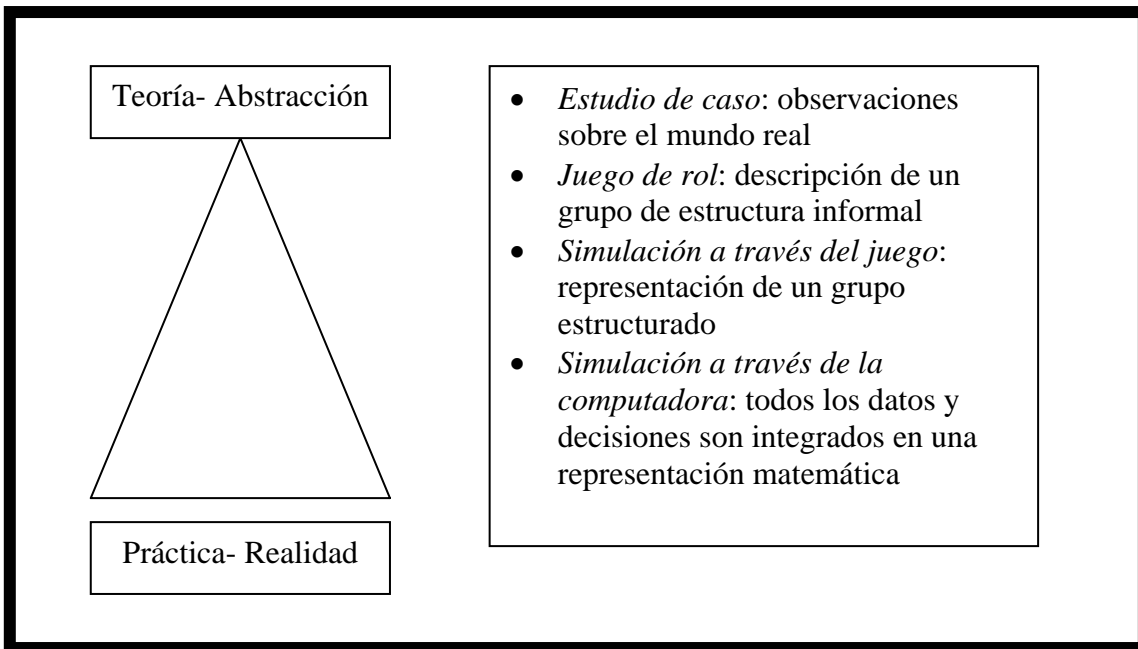 Teoría- Abstracción
• Estudio de caso: observaciones
sobre el mundo real
• Juego de rol: descripción de un
grupo de estructura informal
• Simulación a través del juego:
representación de un grupo
estructurado
• Simulación a través de la
computadora: todos los datos y
decisiones son integrados en una
representación matemática
Práctica- Realidad